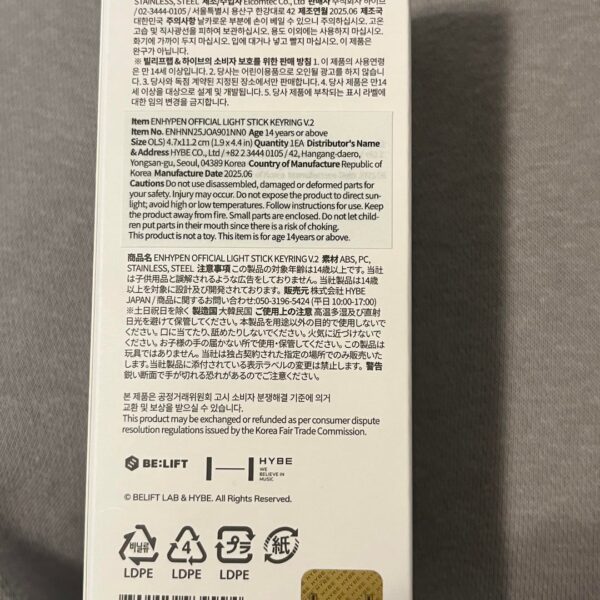 STAINLESS, STEEL 제조/수입자 Elcomtec Co., Ltd 판매자 주식회사 하이브
/02-3444-0105 / 서울특별시 용산구 한강대로 42 제조연월 2025.06 제조국
대한민국 주의사항 날카로운 부분에 손이 베일 수 있으니 주의하십시오. 고온
고습 및 직사광선을 피하여 보관하십시오. 용도 이외에는 사용하지 마십시오.
화기에 가까이 두지 마십시오. 입에 대거나 넣고 빨지 마십시오. 이 제품은
완구가 아닙니다.
※ 빌리프랩 & 하이브의 소비자 보호를 위한 판매 방침 1. 이 제품의 사용연령
은 만 14세 이상입니다. 2. 당사는 어린이용품으로 오인될 광고를 하지 않습니
다. 3. 당사와 독점 계약된 지정된 장소에서만 판매합니다. 4. 당사 제품은 만14
세 이상을 대상으로 설계 및 개발됩니다. 5. 당사 제품에 부착되는 표시 라벨에
대한 임의 변경을 금지합니다.
Item ENHYPEN OFFICIAL LIGHT STICK KEYRING V.2
Item No. ENHNN25JOA901NN0 Age 14 years or above
Size OLS) 4.7x11.2 cm (1.9 x 4.4 in) Quantity 1EA Distributor's Name
& Address HYBE CO., Ltd / +82 2 3444 0105 / 42, Hangang-daero,
Yongsan-gu, Seoul, 04389 Korea Country of Manufacture Republic of
Korea Manufacture Date 2025.06
Cautions Do not use disassembled, damaged or deformed parts for
your safety. Injury may occur. Do not expose the product to direct sun-
light; avoid high or low temperatures. Follow instructions for use. Keep
the product away from fire. Small parts are enclosed. Do not let child-
ren put parts in their mouth since there is a risk of choking.
This product is not a toy. This item is for age 14years or above.
商品名 ENHYPEN OFFICIAL LIGHT STICK KEYRING V.2 素材 ABS, PC,
STAINLESS, STEEL 注意事項 この製品の対象年齢は14歳以上です。当社
は子供用品と誤解されるような広告をしておりません。当社製品は14歳
以上を対象に設計及び開発されております。販売元 株式会社 HYBE
JAPAN / 商品に関するお問い合わせ:050-3196-5424 (平日 10:00-17:00)
※土日祝日を除く 製造国 大韓民国 ご使用上の注意 高温多湿及び直射
日光を避けて保管してください。本製品を用途以外の目的で使用しないで
ください。口に当てたり、舐めたりしないでください。火気に近づけないで
ください。お子様の手の届かない所で使用・保管してください。この製品は
玩具ではありません。当社は独占契約された指定の場所でのみ販売いた
します。当社製品に添付されている表示ラベルの変更は禁止します。警告
鋭い断面で手が切れる恐れがあるのでご注意ください。
본 제품은 공정거래위원회 고시 소비자 분쟁해결 기준에 의거
교환 및 보상을 받으실 수 있습니다.
This product may be exchanged or refunded as per consumer dispute
resolution regulations issued by the Korea Fair Trade Commission.
BE:LIFT HYBE
WE
BELIEVE IN
MUSIC
© BELIFT LAB & HYBE. All Rights Reserved.
비닐류 4 プラ 紙
LDPE LDPE LDPE
HYBE